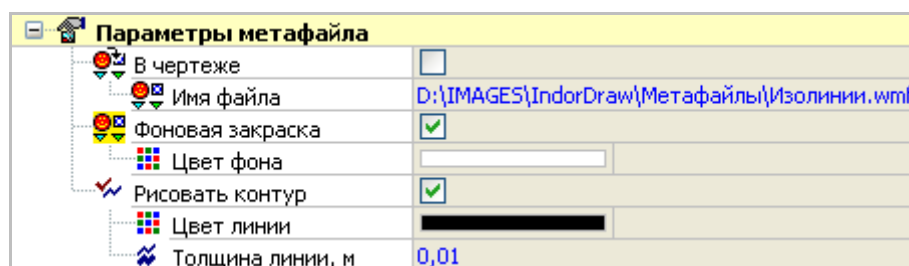 Параметры метафайла
В чертеже
Имя файла D:\IMAGES\IndorDraw\Метафайлы\Изолинии.wmf
Фоновая закраска
Цвет фона
Рисовать контур
Цвет линии
Толщина линии, м 0,01